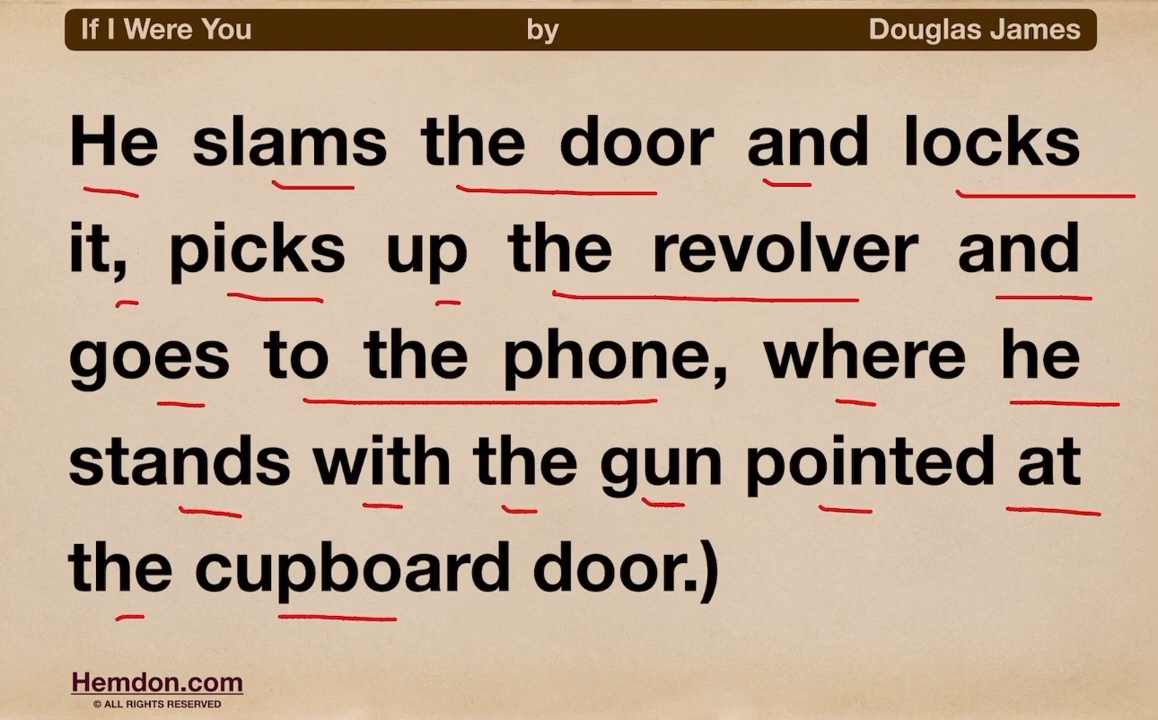 If I Were You by Douglas James
He slams the door and locks
it, picks up the revolver and
goes to the phone, where he
stands with the gun pointed at
the cupboard door.)
Hemdon.com
© ALL RIGHTS RESERVED